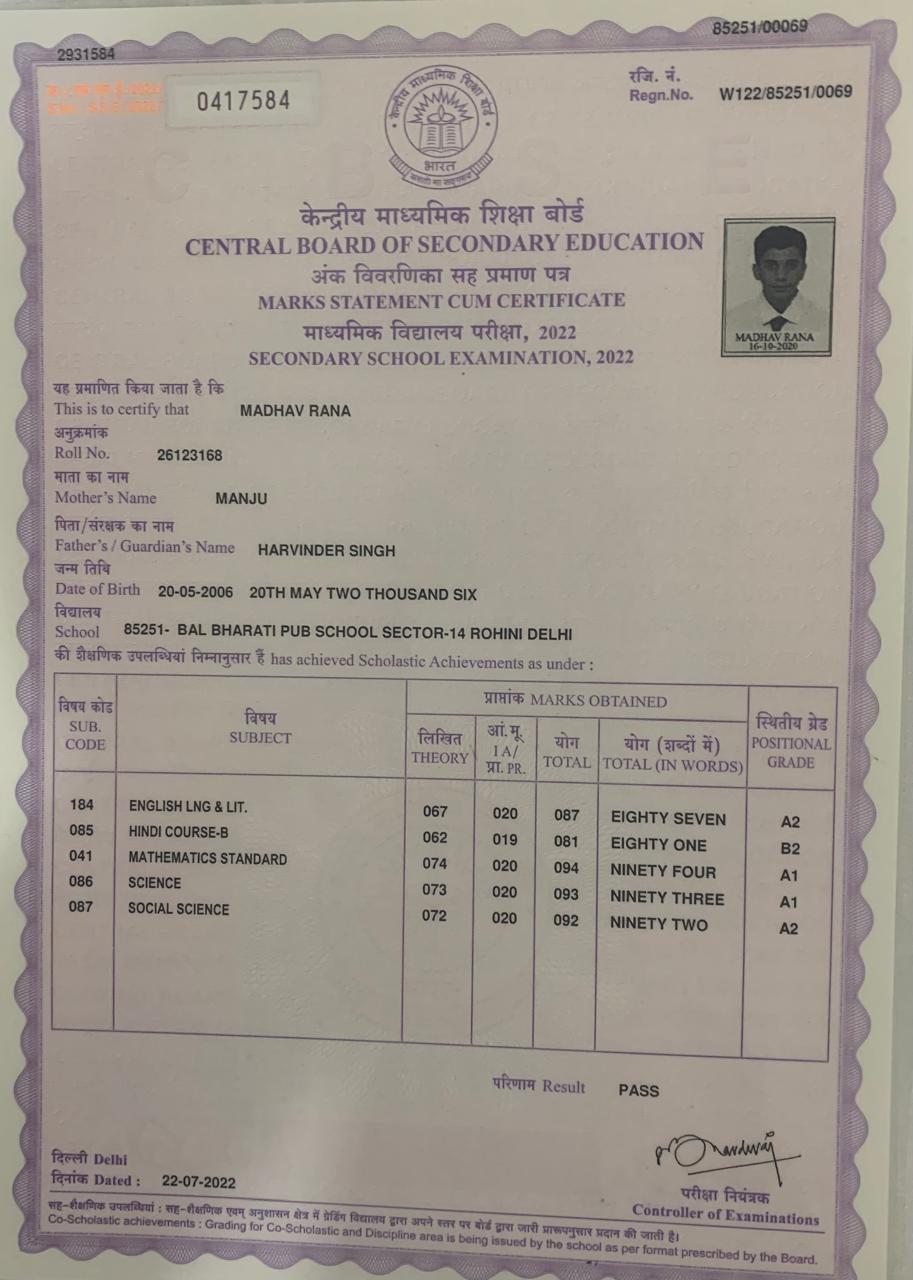 85251/00069
2931584
0417584
रजि. नं.
Regn.No. W122/85251/0069
केन्द्रीय माध्यमिक शिक्षा बोर्ड
भारत
केन्द्रीय माध्यमिक शिक्षा बोर्ड
CENTRAL BOARD OF SECONDARY EDUCATION
अंक विवरणिका सह प्रमाण पत्र
MARKS STATEMENT CUM CERTIFICATE
माध्यमिक विद्यालय परीक्षा, 2022
SECONDARY SCHOOL EXAMINATION, 2022
MADHAV RANA
16-10-2020
यह प्रमाणित किया जाता है कि
This is to certify that MADHAV RANA
अनुक्रमांक
Roll No. 26123168
माता का नाम
Mother's Name MANJU
पिता/संरक्षक का नाम
Father's / Guardian's Name HARVINDER SINGH
जन्म तिथि
Date of Birth 20-05-2006 20TH MAY TWO THOUSAND SIX
विद्यालय
School 85251- BAL BHARATI PUB SCHOOL SECTOR-14 ROHINI DELHI
की शैक्षणिक उपलब्धियां निम्नानुसार हैं has achieved Scholastic Achievements as under :
विषय कोड
SUB.
CODE
विषय
SUBJECT
प्राप्तांक MARKS OBTAINED
लिखित
THEORY
आं.मू.
I A/
प्रा. PR.
योग
TOTAL
योग (शब्दों में)
TOTAL (IN WORDS)
स्थितीय ग्रेड
POSITIONAL
GRADE
184 ENGLISH LNG & LIT. 067 020 087 EIGHTY SEVEN A2
085 HINDI COURSE-B 062 019 081 EIGHTY ONE B2
041 MATHEMATICS STANDARD 074 020 094 NINETY FOUR A1
086 SCIENCE 073 020 093 NINETY THREE A1
087 SOCIAL SCIENCE 072 020 092 NINETY TWO A2
परिणाम Result PASS
दिल्ली Delhi
दिनांक Dated : 22-07-2022
परीक्षा नियंत्रक
Controller of Examinations
सह-शैक्षणिक उपलब्धियां : सह-शैक्षणिक एवम् अनुशासन क्षेत्र में ग्रेडिंग विद्यालय द्वारा अपने स्तर पर बोर्ड द्वारा जारी प्रारूपनुसार प्रदान की जाती है।
Co-Scholastic achievements : Grading for Co-Scholastic and Discipline area is being issued by the school as per format prescribed by the Board.